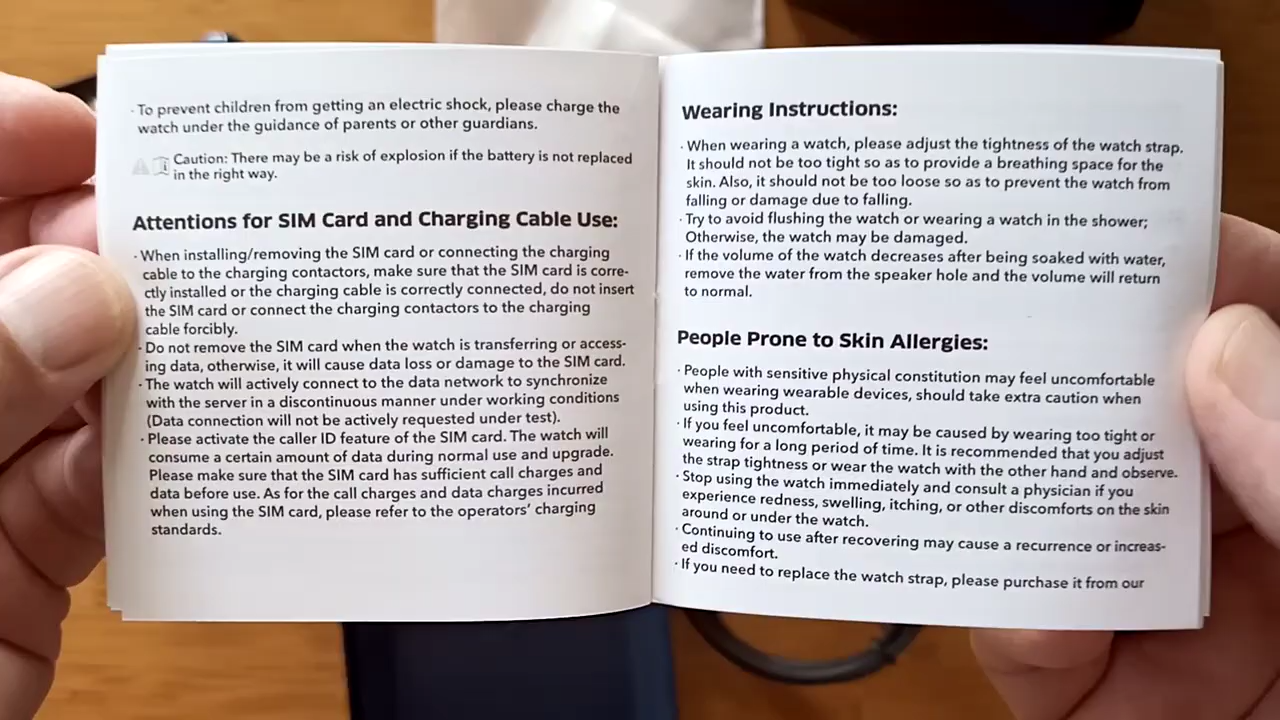 · To prevent children from getting an electric shock, please charge the
watch under the guidance of parents or other guardians.
Caution: There may be a risk of explosion if the battery is not replaced
in the right way.
Attentions for SIM Card and Charging Cable Use:
· When installing/removing the SIM card or connecting the charging
cable to the charging contactors, make sure that the SIM card is corre-
ctly installed or the charging cable is correctly connected, do not insert
the SIM card or connect the charging contactors to the charging
cable forcibly.
· Do not remove the SIM card when the watch is transferring or access-
ing data, otherwise, it will cause data loss or damage to the SIM card.
· The watch will actively connect to the data network to synchronize
with the server in a discontinuous manner under working conditions
(Data connection will not be actively requested under test).
· Please activate the caller ID feature of the SIM card. The watch will
consume a certain amount of data during normal use and upgrade.
Please make sure that the SIM card has sufficient call charges and
data before use. As for the call charges and data charges incurred
when using the SIM card, please refer to the operators' charging
standards.
Wearing Instructions:
· When wearing a watch, please adjust the tightness of the watch strap.
It should not be too tight so as to provide a breathing space for the
skin. Also, it should not be too loose so as to prevent the watch from
falling or damage due to falling.
· Try to avoid flushing the watch or wearing a watch in the shower;
Otherwise, the watch may be damaged.
· If the volume of the watch decreases after being soaked with water,
remove the water from the speaker hole and the volume will return
to normal.
People Prone to Skin Allergies:
· People with sensitive physical constitution may feel uncomfortable
when wearing wearable devices, should take extra caution when
using this product.
· If you feel uncomfortable, it may be caused by wearing too tight or
wearing for a long period of time. It is recommended that you adjust
the strap tightness or wear the watch with the other hand and observe.
· Stop using the watch immediately and consult a physician if you
experience redness, swelling, itching, or other discomforts on the skin
around or under the watch.
· Continuing to use after recovering may cause a recurrence or increas-
ed discomfort.
· If you need to replace the watch strap, please purchase it from our